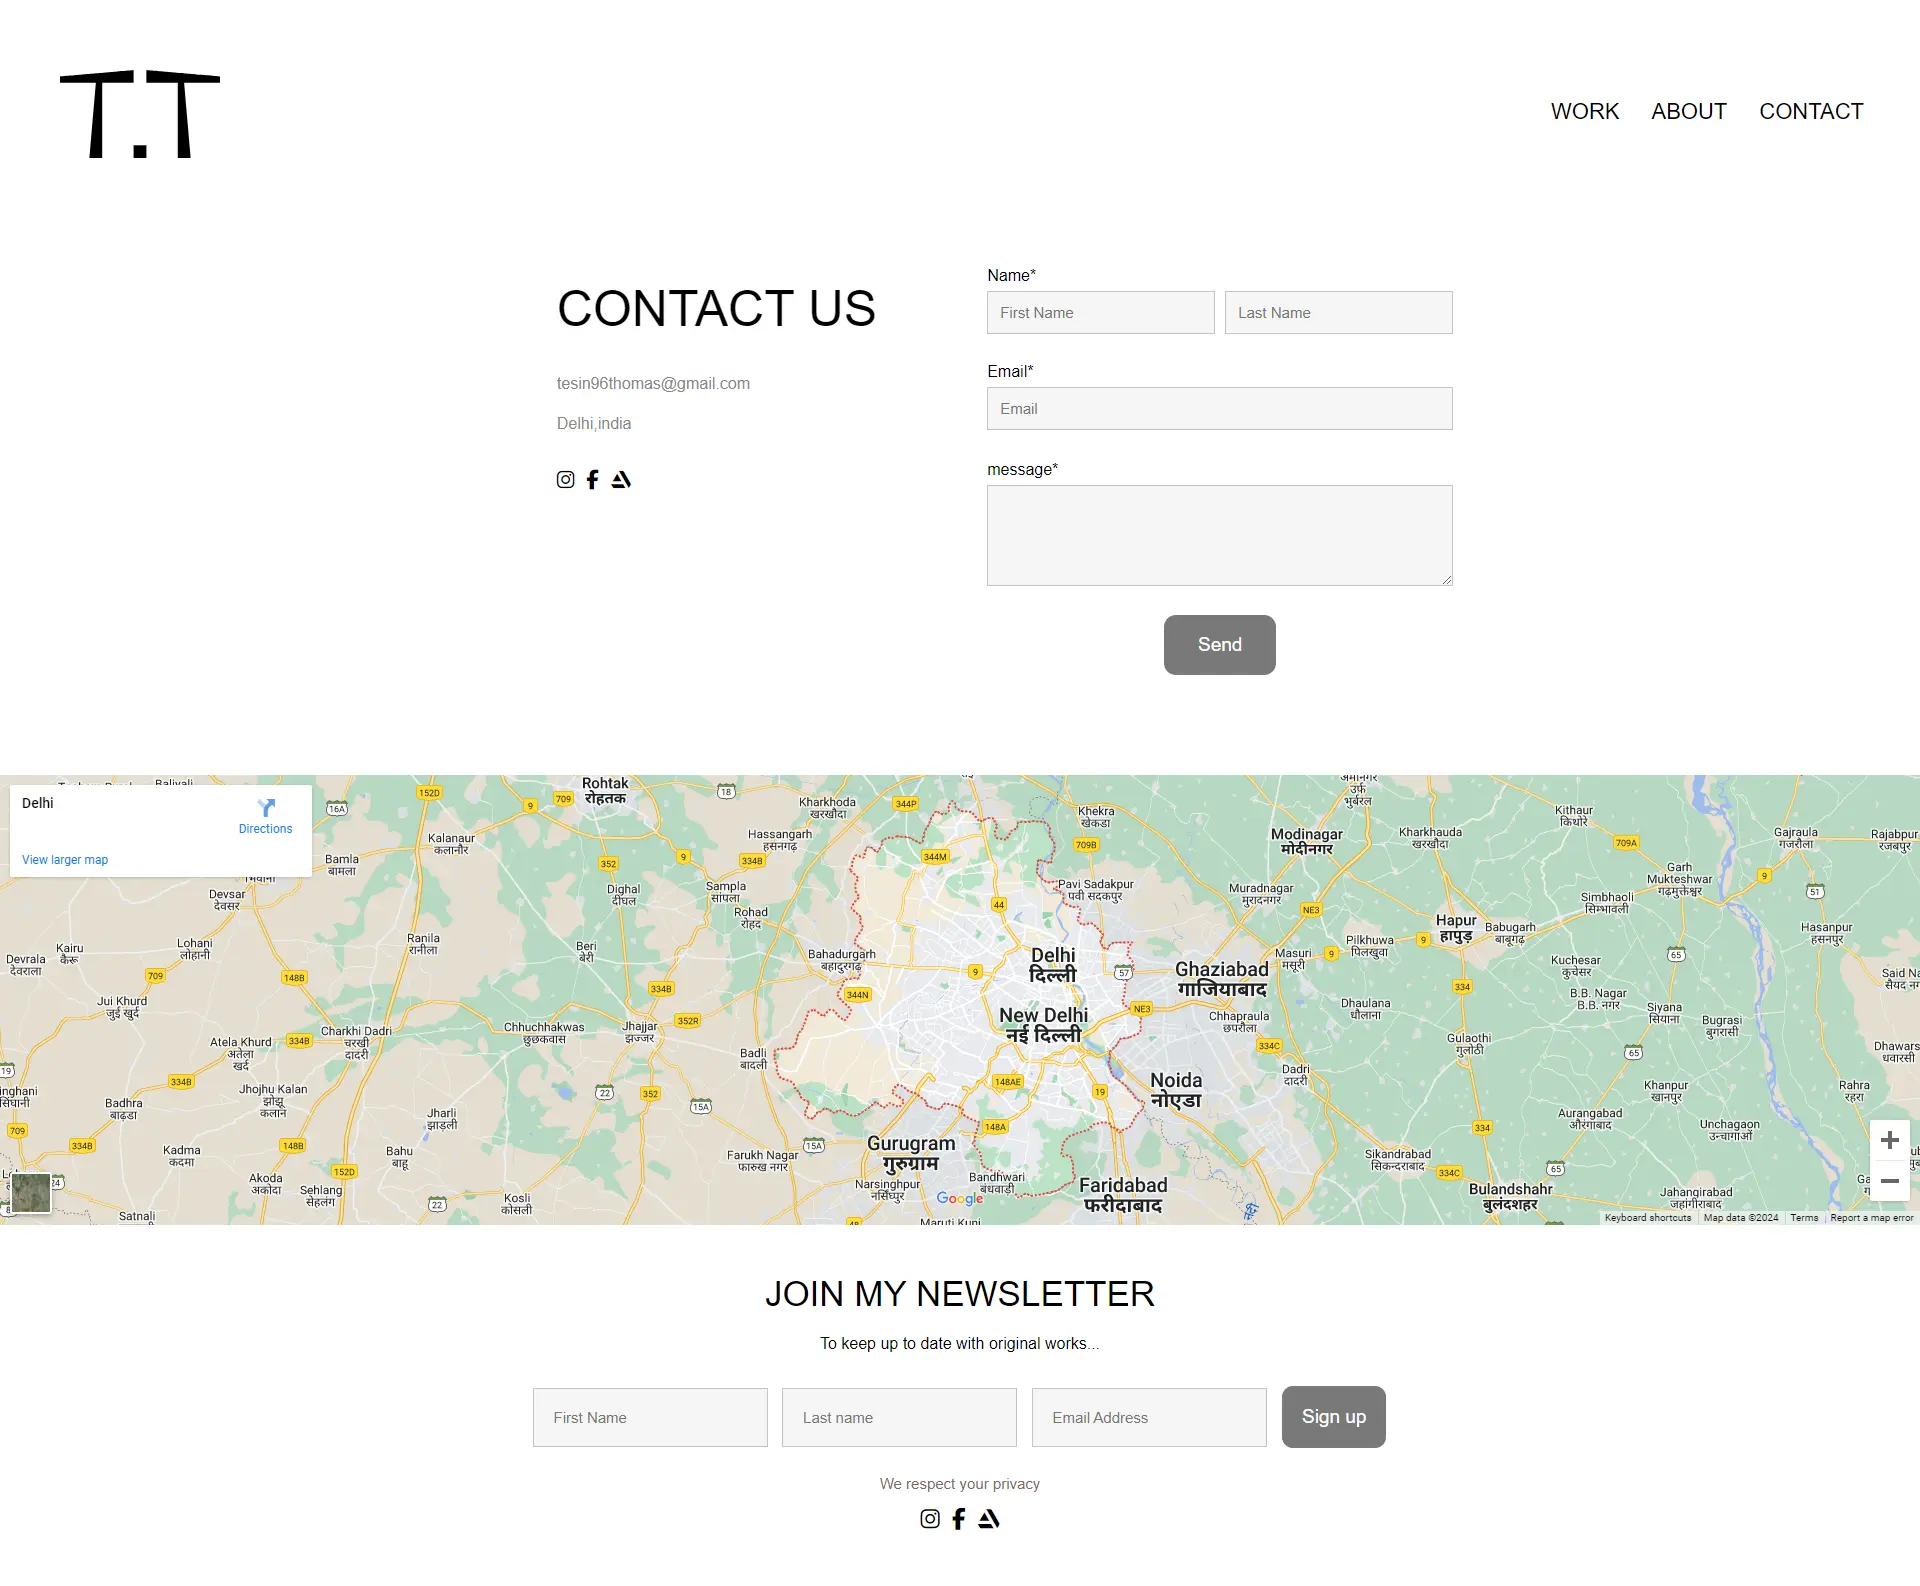 T.T
WORK ABOUT CONTACT
CONTACT US
tesin96thomas@gmail.com
Delhi,india
Name*
First Name
Last Name
Email*
Email
message*
Send
Delhi
Directions
View larger map
Rohtak
रोहतक
Kharkhoda
खरखौदा
Khekra
खेकडा
Kithaur
किथोरे
Kalanaur
कलानौर
Hassangarh
हसनगढ़
Modinagar
मोदीनगर
Kharkhauda
खरखौदा
Gajraula
गजरौला
Rajabpur
रजबपुर
Bamla
बामला
Garh
Mukteshwar
गढ़मुक्तेश्वर
Devsar
देवसर
Dighal
दीघल
Sampla
सांपला
Pavi Sadakpur
पवी सदकपुर
Muradnagar
मुरादनगर
Simbhaoli
सिम्भावली
Rohad
रोहद
Hapur
हापुड़
Babugarh
बाबूगढ़
Hasanpur
हसनपुर
Kairu
कैरू
Lohani
लोहानी
Ranila
रानीला
Beri
बेरी
Bahadurgarh
बहादुरगढ़
Delhi
दिल्ली
Ghaziabad
गाजियाबाद
Masuri
मसूरी
Pilkhuwa
पिलखुवा
Kuchesar
कुचेसर
Devrala
देवराला
Jui Khurd
जुई खुर्द
B.B. Nagar
B.B. नगर
Siyana
सियाना
Dhaulana
धौलाना
New Delhi
नई दिल्ली
Chhapraula
छपरौला
Bugrasi
बुगरासी
Chhuchhakwas
छुछकवास
Jhajjar
झज्जर
Charkhi Dadri
चरखी
दादरी
Atela Khurd
अतेला
खर्द
Gulaothi
गुलोठी
Badli
बादली
Dadri
दादरी
Noida
नोएडा
Khanpur
खानपुर
Rahra
रहरा
Jhojhu Kalan
झोझू
कलान
Badhra
बाढ़डा
Jharli
झाड़ली
Aurangabad
औरंगाबाद
Unchagaon
उन्चागाओं
Kadma
कदमा
Bahu
बाहू
Farukh Nagar
फारुख नगर
Gurugram
गुरुग्राम
Sikandrabad
सिकन्दराबाद
Akoda
अकोदा
Sehlang
सेहलंग
Kosli
कोसली
Narsinghpur
नर्सिंघपुर
Bandhwari
बंधवाड़ी
Faridabad
फरीदाबाद
Bulandshahr
बुलंदशहर
Jahangirabad
जहांगीराबाद
Satnali
Google
Keyboard shortcuts Map data ©2024 Terms Report a map error
JOIN MY NEWSLETTER
To keep up to date with original works...
First Name
Last name
Email Address
Sign up
We respect your privacy